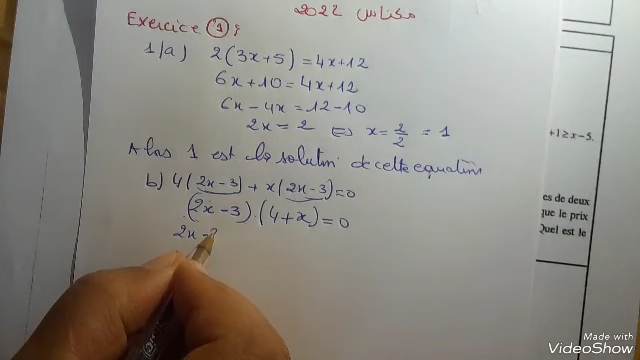 مكناس 2022
Exercice 1 :
1/a) 2(3x+5) = 4x+12
6x+10 = 4x+12
6x-4x = 12-10
2x = 2 ⇔ x = 2/2 = 1
Alors 1 est la solution de cette equation
b) 4(2x-3) + x(2x-3) = 0
(2x-3).(4+x) = 0
2x-
+1≥x-5.
es de deux
que le prix
Quel est le
Made with
VideoShow